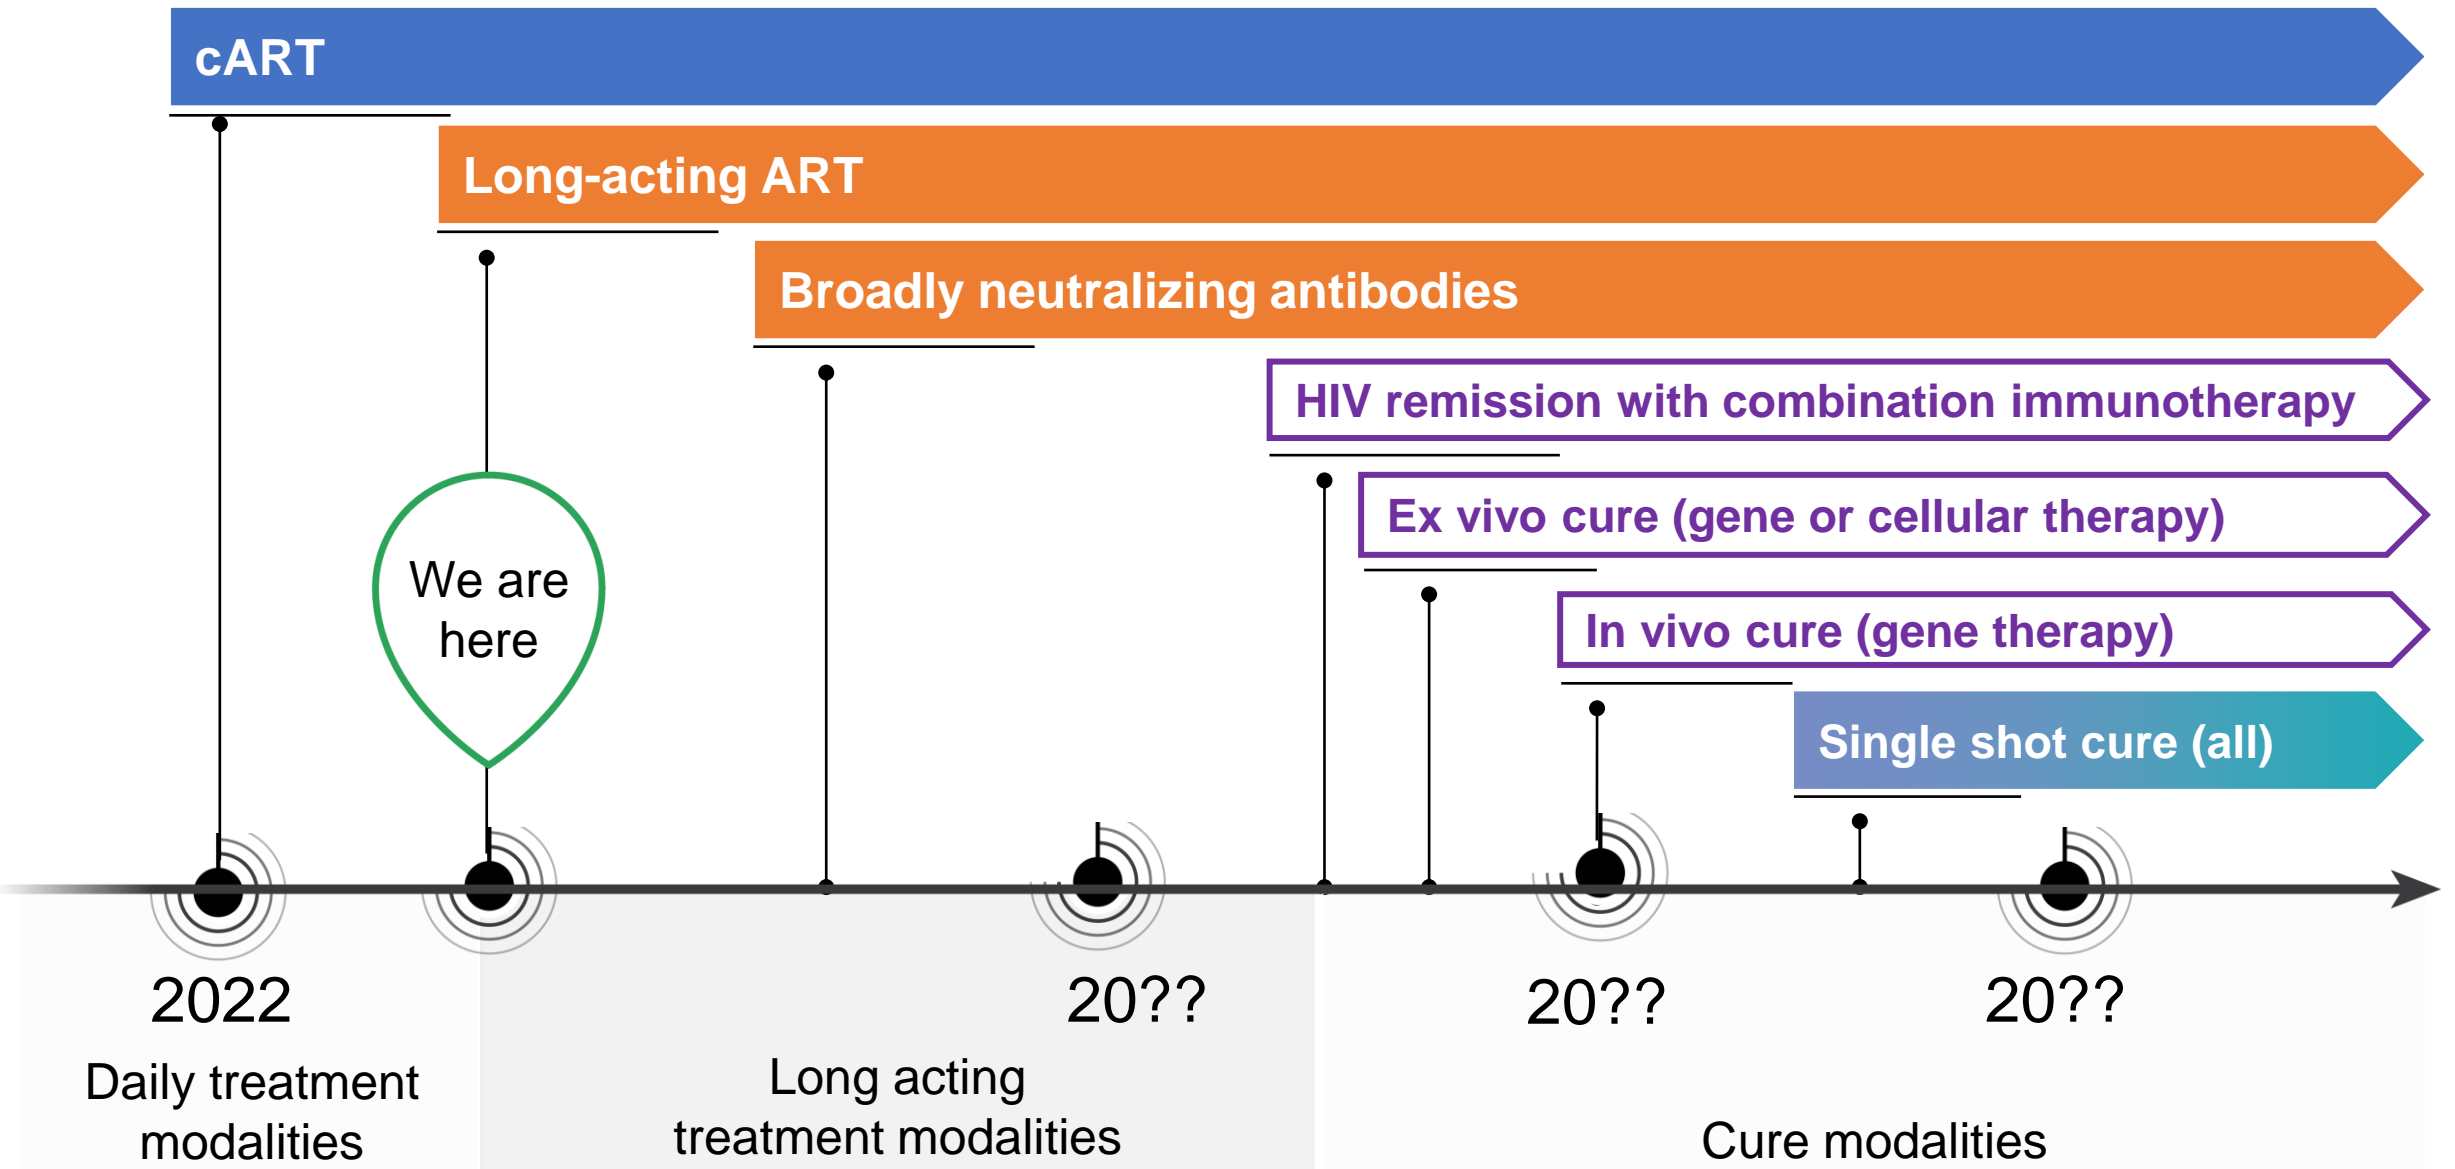 cART
Long-acting ART
Broadly neutralizing antibodies
HIV remission with combination immunotherapy
Ex vivo cure (gene or cellular therapy)
In vivo cure (gene therapy)
Single shot cure (all)
We are
here
2022
20??
20??
20??
Daily treatment
modalities
Long acting
treatment modalities
Cure modalities